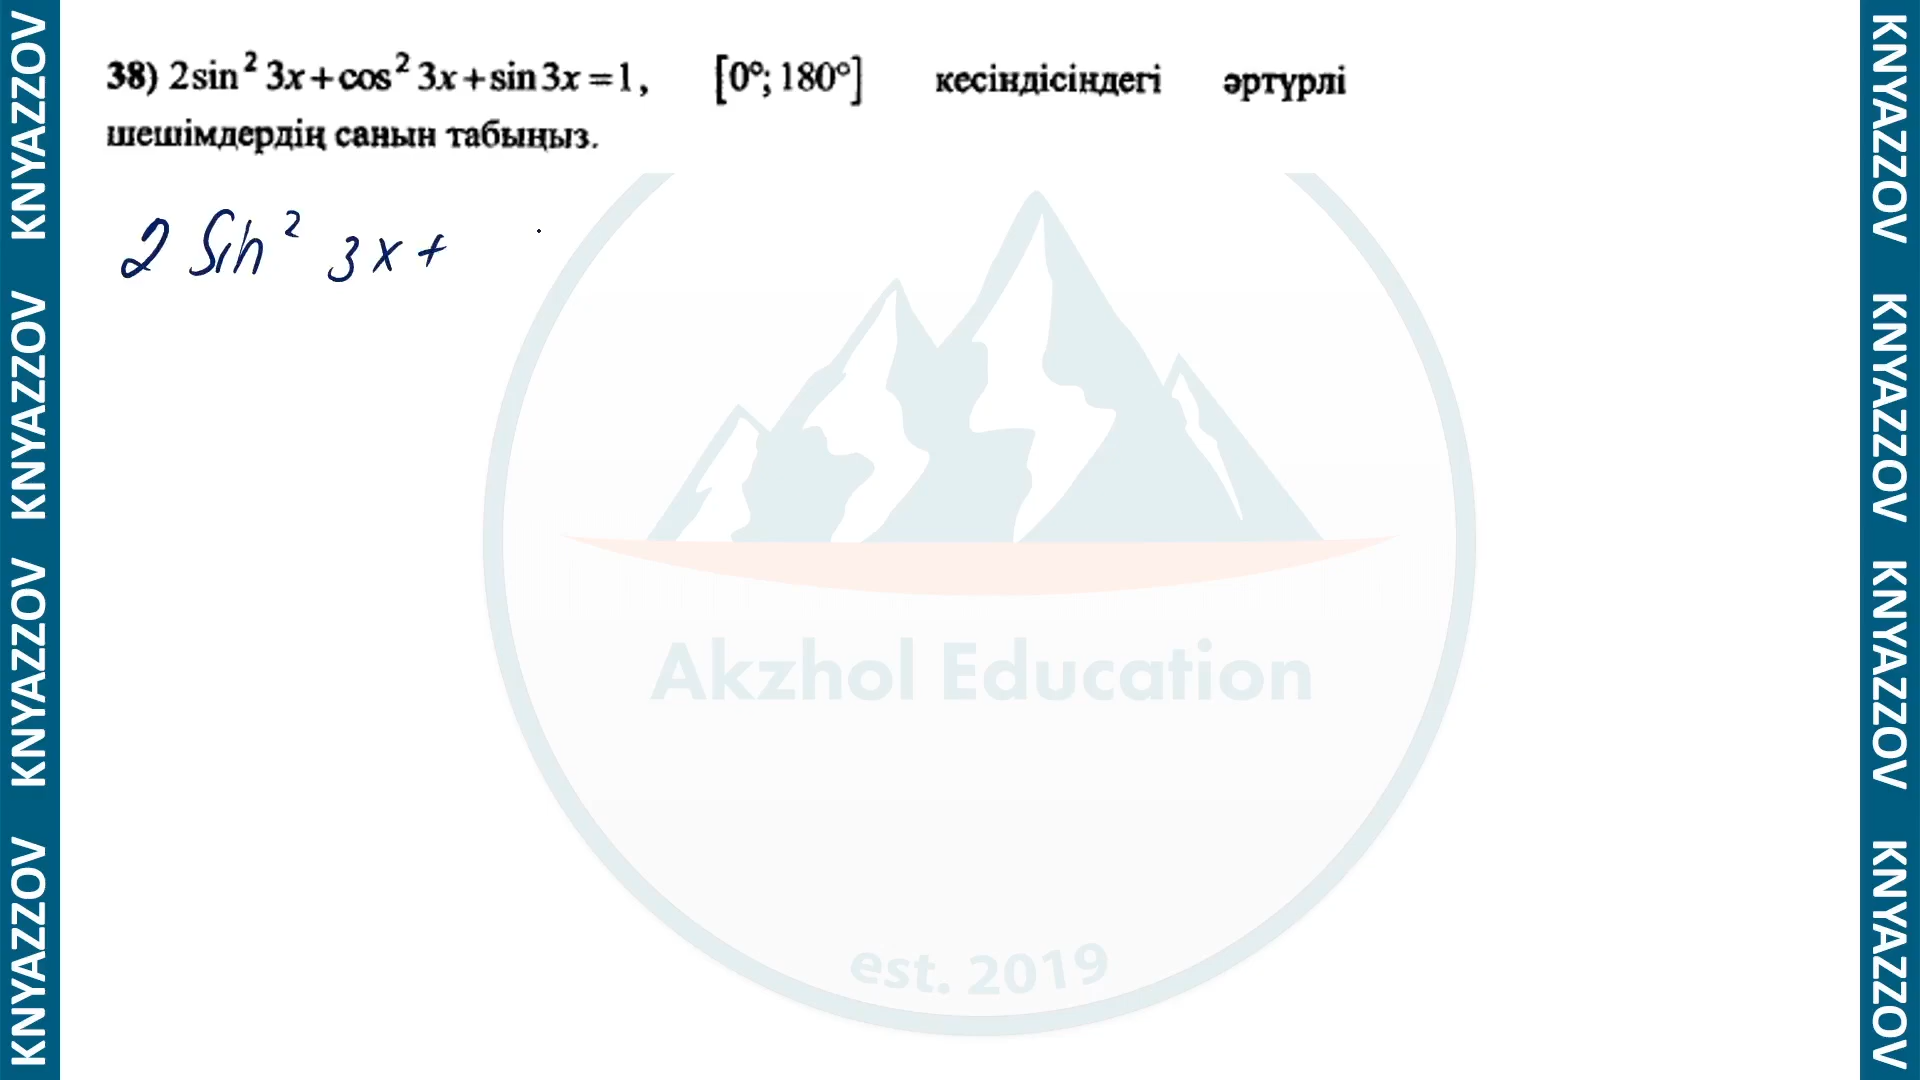 38) 2sin² 3x + cos² 3x + sin 3x = 1, [0°; 180°] кесіндісіндегі әртүрлі
шешімдердің санын табыңыз.
2 Sin² 3x +
Akzhol Education
est. 2019
KNYAZZOV KNYAZZOV KNYAZZOV KNYAZZOV
KNYAZZOV KNYAZZOV KNYAZZOV KNYAZZOV